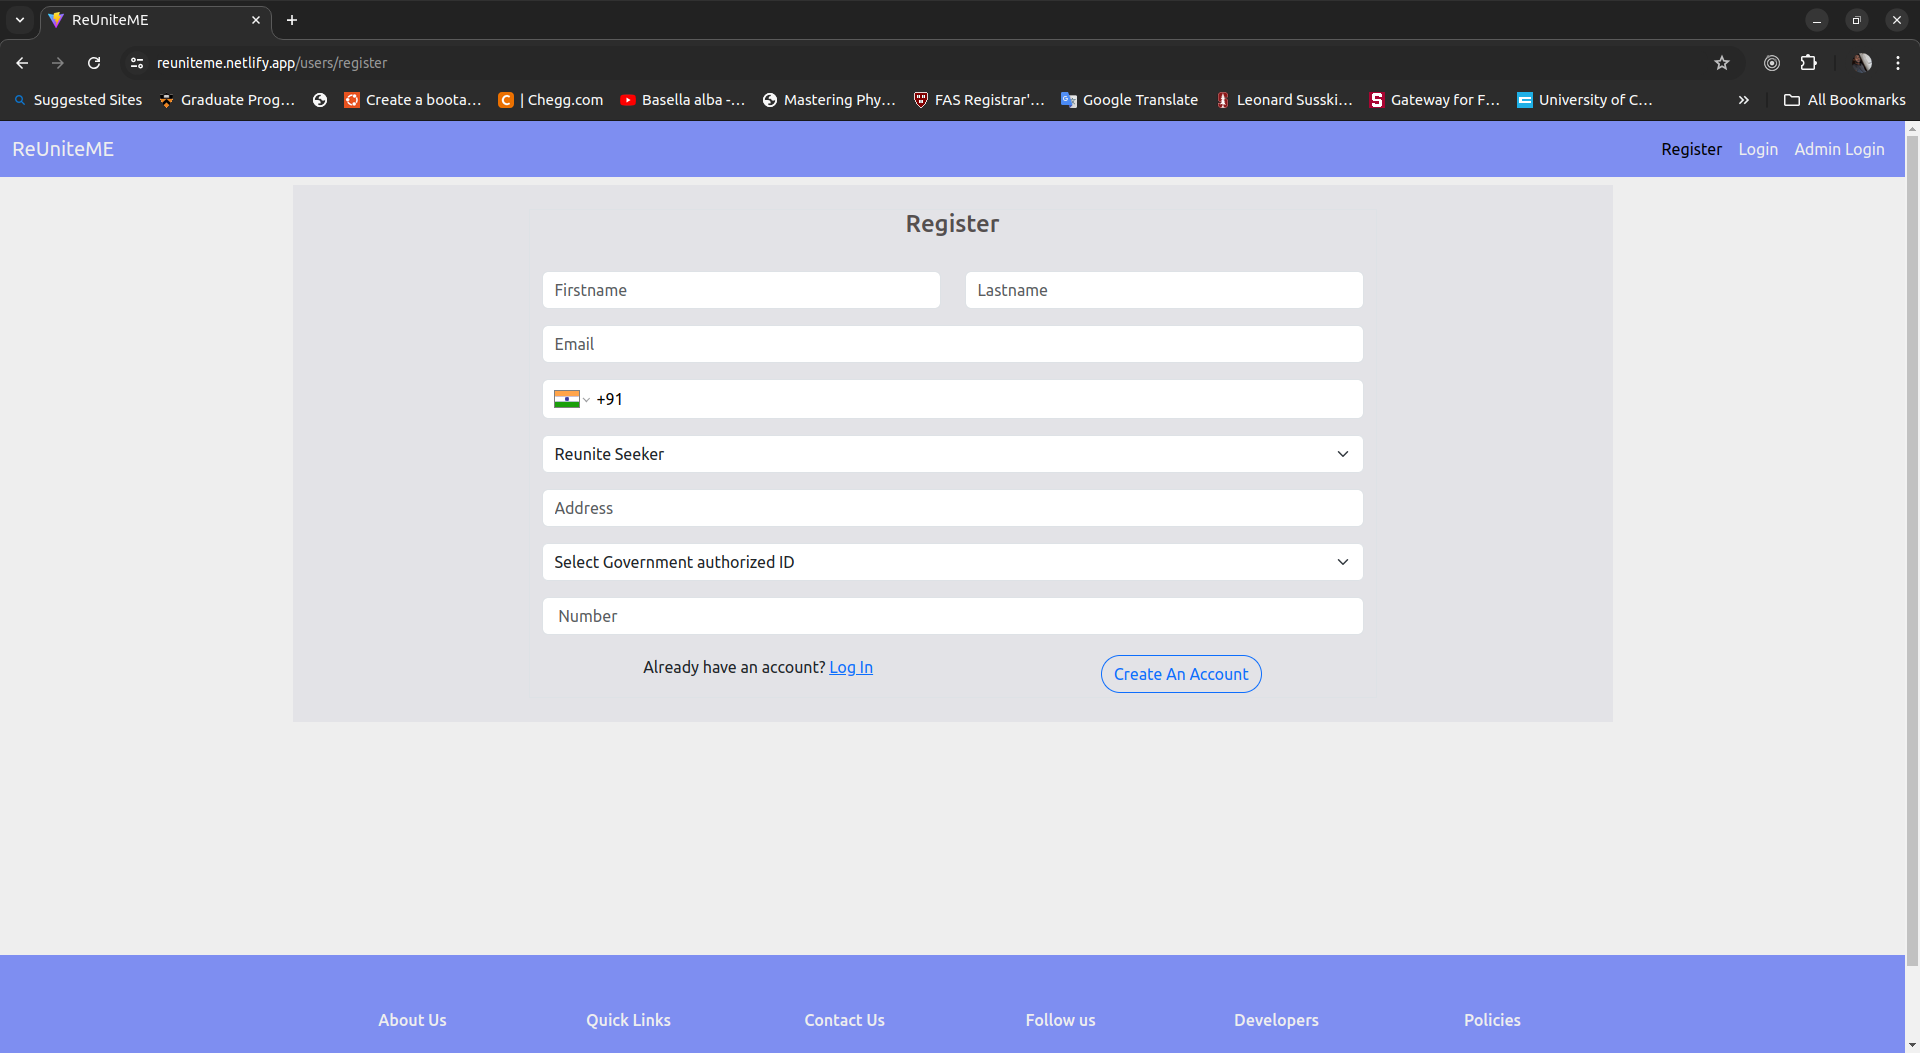 ReUniteME
reuniteme.netlify.app/users/register
Suggested Sites Graduate Prog... Create a boota... | Chegg.com Basella alba -... Mastering Phy... FAS Registrar'... Google Translate Leonard Susski... Gateway for F... University of C... All Bookmarks
ReUniteME Register Login Admin Login
Register
Firstname Lastname
Email
+91
Reunite Seeker
Address
Select Government authorized ID
Number
Already have an account? Log In Create An Account
About Us Quick Links Contact Us Follow us Developers Policies